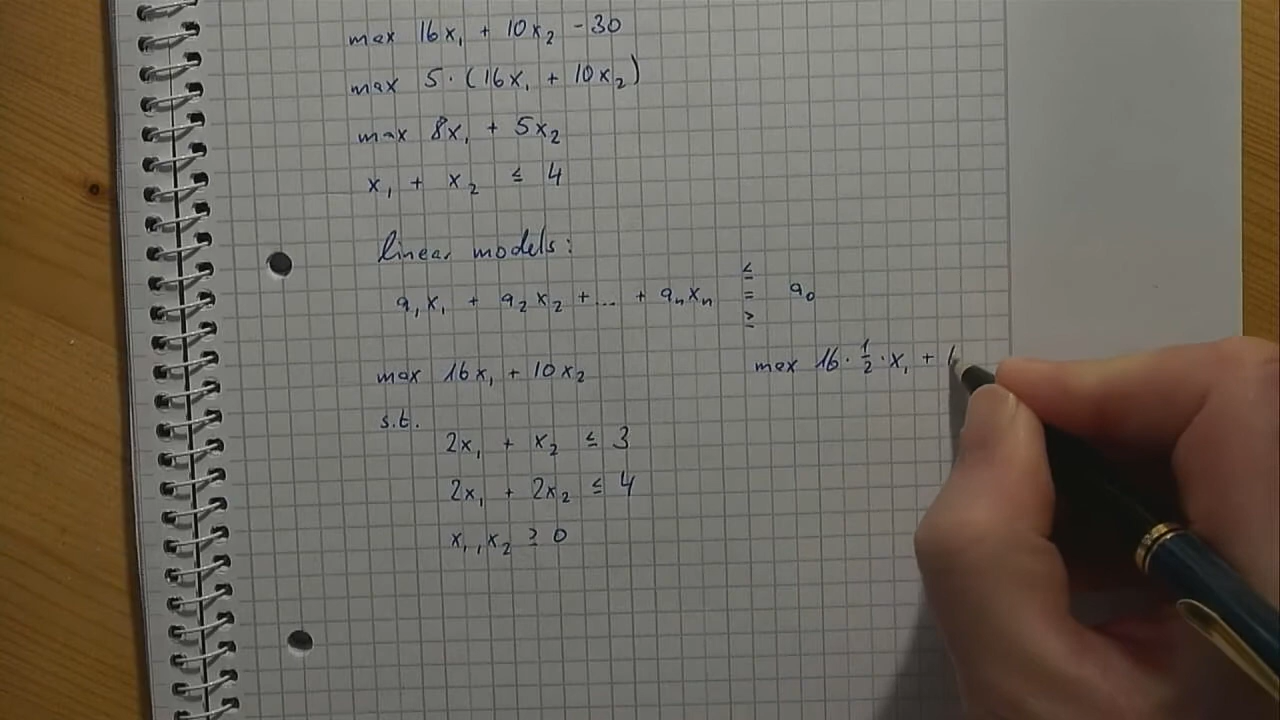 max 16x₁ + 10x₂ - 30
max 5·(16x₁ + 10x₂)
max 8x₁ + 5x₂
x₁ + x₂ ≤ 4
linear models:
a₁x₁ + a₂x₂ + ... + aₙxₙ ≤ = ≥ a₀
max 16x₁ + 10x₂
max 16·½·x₁ +
s.t.
2x₁ + x₂ ≤ 3
2x₁ + 2x₂ ≤ 4
x₁, x₂ ≥ 0